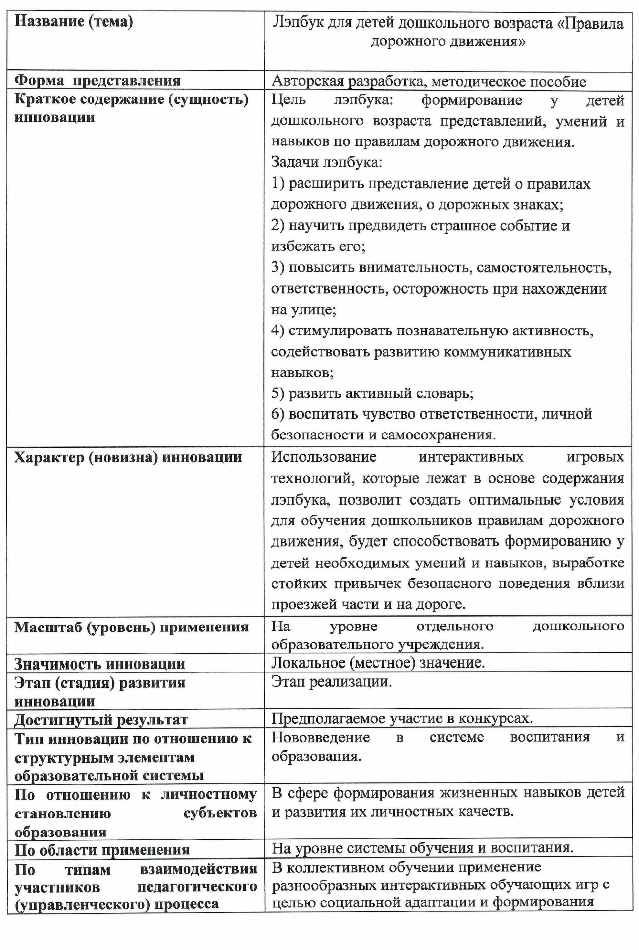 Название (тема)
Лэпбук для детей дошкольного возраста «Правила
дорожного движения»
Форма представления
Авторская разработка, методическое пособие
Краткое содержание (сущность)
инновации
Цель лэпбука: формирование у детей
дошкольного возраста представлений, умений и
навыков по правилам дорожного движения.
Задачи лэпбука:
1) расширить представление детей о правилах
дорожного движения, о дорожных знаках;
2) научить предвидеть страшное событие и
избежать его;
3) повысить внимательность, самостоятельность,
ответственность, осторожность при нахождении
на улице;
4) стимулировать познавательную активность,
содействовать развитию коммуникативных
навыков;
5) развить активный словарь;
6) воспитать чувство ответственности, личной
безопасности и самосохранения.
Характер (новизна) инновации
Использование интерактивных игровых
технологий, которые лежат в основе содержания
лэпбука, позволит создать оптимальные условия
для обучения дошкольников правилам дорожного
движения, будет способствовать формированию у
детей необходимых умений и навыков, выработке
стойких привычек безопасного поведения вблизи
проезжей части и на дороге.
Масштаб (уровень) применения
На уровне отдельного дошкольного
образовательного учреждения.
Значимость инновации
Локальное (местное) значение.
Этап (стадия) развития
инновации
Этап реализации.
Достигнутый результат
Предполагаемое участие в конкурсах.
Тип инновации по отношению к
структурным элементам
образовательной системы
Нововведение в системе воспитания и
образования.
По отношению к личностному
становлению субъектов
образования
В сфере формирования жизненных навыков детей
и развития их личностных качеств.
По области применения
На уровне системы обучения и воспитания.
По типам взаимодействия
участников педагогического
(управленческого) процесса
В коллективном обучении применение
разнообразных интерактивных обучающих игр с
целью социальной адаптации и формирования